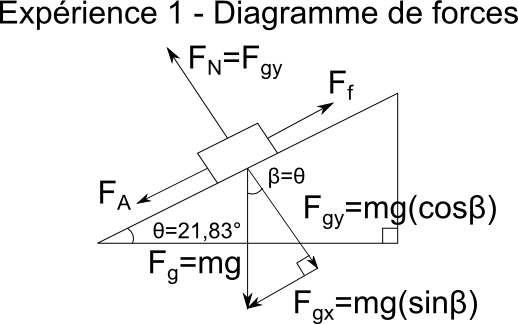 Expérience 1 - Diagramme de forces
F_N=F_gy
F_f
β=θ
F_A
F_gy=mg(cosβ)
θ=21,83°
F_g=mg
F_gx=mg(sinβ)